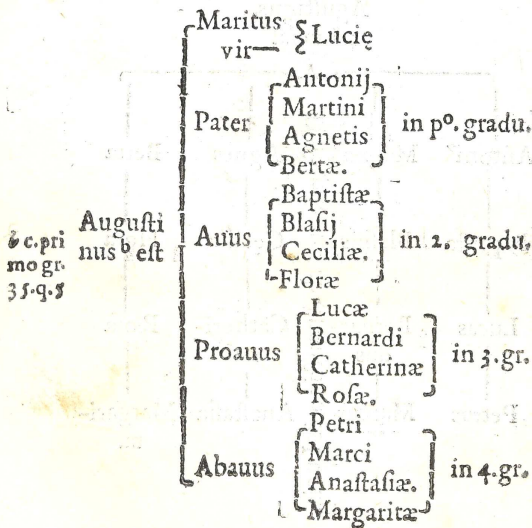 Maritus
vir— Lucię
Antonij
Martini
Pater Agnetis in pº. gradu.
Bertæ.
Baptiſtæ
Auguſti Blaſij
nus b eſt Auus Ceciliæ. in 2. gradu.
Floræ
b c. pri
mo gr.
35. q. 5
Lucæ
Bernardi
Proauus Catherinæ in 3. gr.
Roſæ.
Petri
Marci
Abauus Anaſtaſiæ. in 4. gr.
Margaritæ